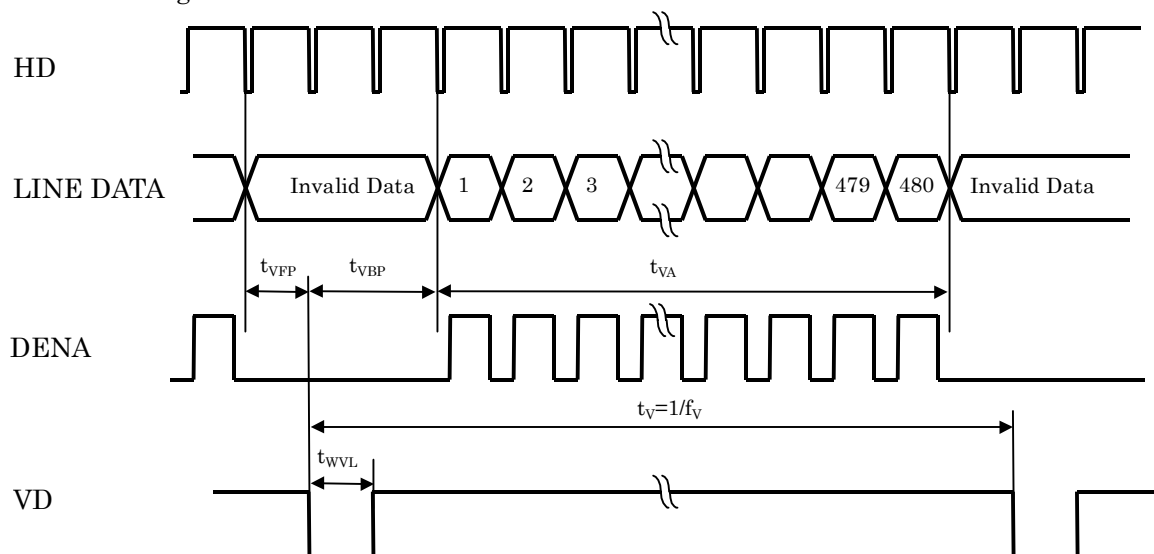 HD
LINE DATA
Invalid Data 1 2 3 479 480 Invalid Data
tVFP tVBP tVA
DENA
tV=1/fV
tWVL
VD